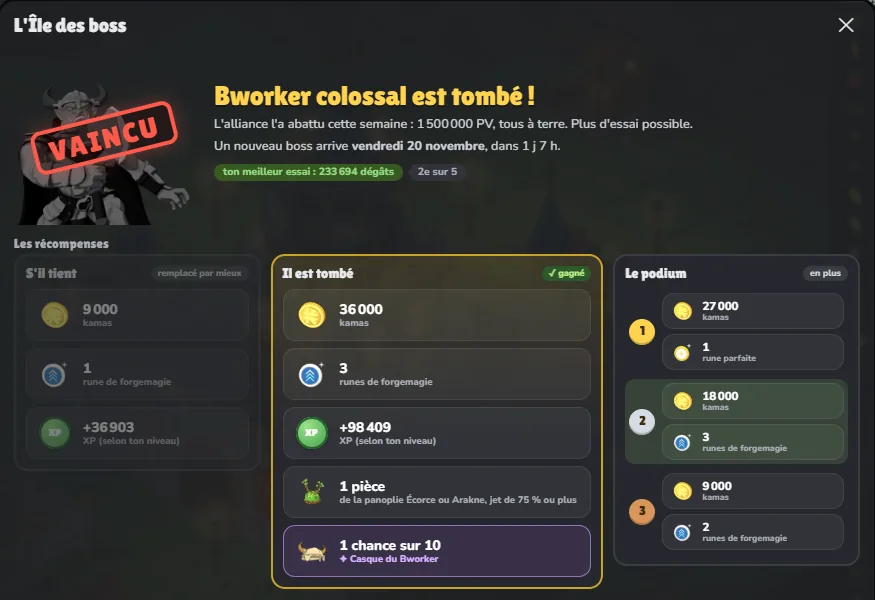 L'Île des boss
VAINCU
Bworker colossal est tombé !
L'alliance l'a abattu cette semaine : 1 500 000 PV, tous à terre. Plus d'essai possible.
Un nouveau boss arrive vendredi 20 novembre, dans 1 j 7 h.
ton meilleur essai : 233 694 dégâts
2e sur 5
Les récompenses
S'il tient
remplacé par mieux
9 000
kamas
1
rune de forgemagie
XP
+36 903
XP (selon ton niveau)
Il est tombé
✓ gagné
36 000
kamas
3
runes de forgemagie
XP
+98 409
XP (selon ton niveau)
1 pièce
de la panoplie Écorce ou Arakne, jet de 75 % ou plus
1 chance sur 10
✦ Casque du Bworker
Le podium
en plus
1
27 000
kamas
1
rune parfaite
2
18 000
kamas
3
runes de forgemagie
3
9 000
kamas
2
runes de forgemagie